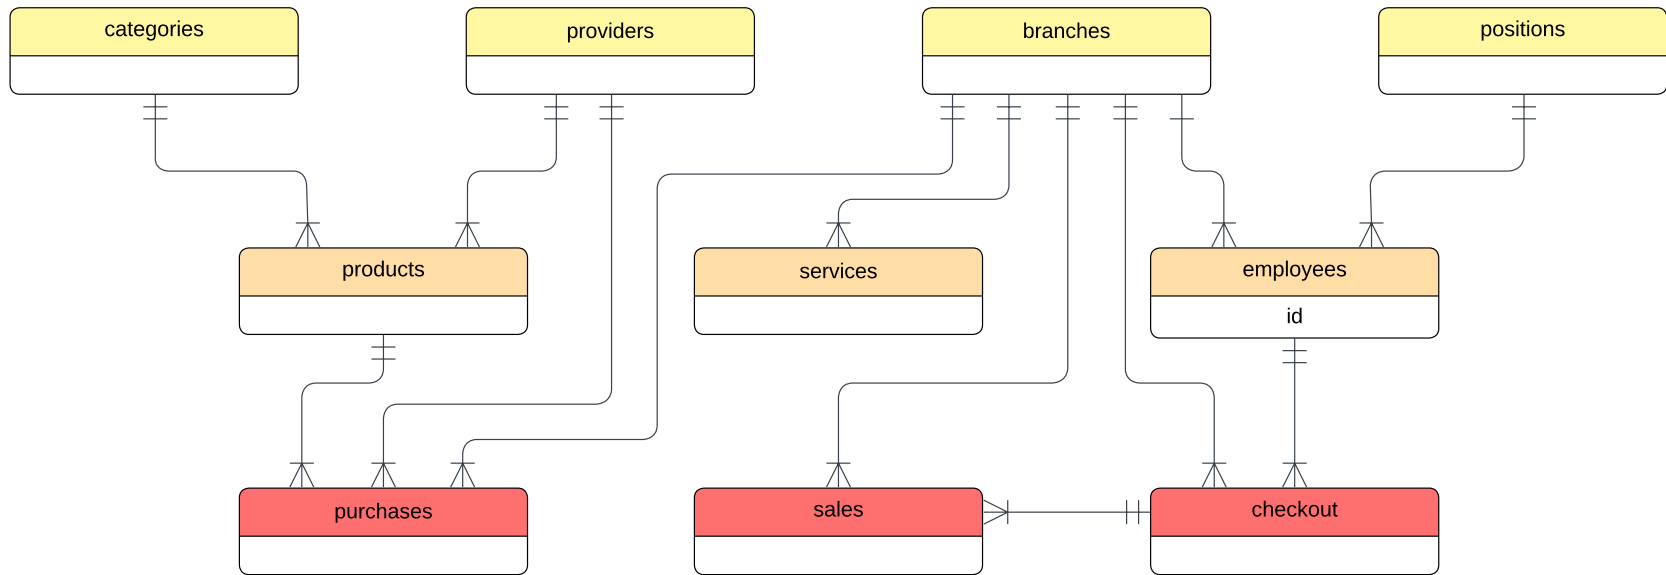 categories
providers
branches
positions
products
services
employees
id
purchases
sales
checkout